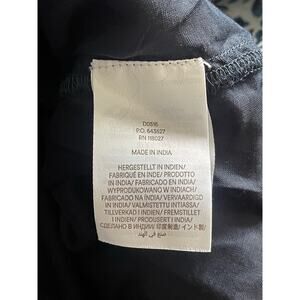 D0516
P.O. 643527
RN 118027
MADE IN INDIA
HERGESTELLT IN INDIEN/
FABRIQUÉ EN INDE/ PRODOTTO
IN INDIA/ FABRICADO EN INDIA/
WYPRODUKOWANO W INDIACH/
FABRICADO NA ÍNDIA/ VERVAARDIGD
IN INDIA/ VALMISTETTU INTIASSA/
TILLVERKAD I INDIEN/ FREMSTILLET
I INDIEN/ PRODUSERT I INDIA/
СДЕЛАНО В ИНДИИ/ 印度制造/ インド製/
صنع في الهند